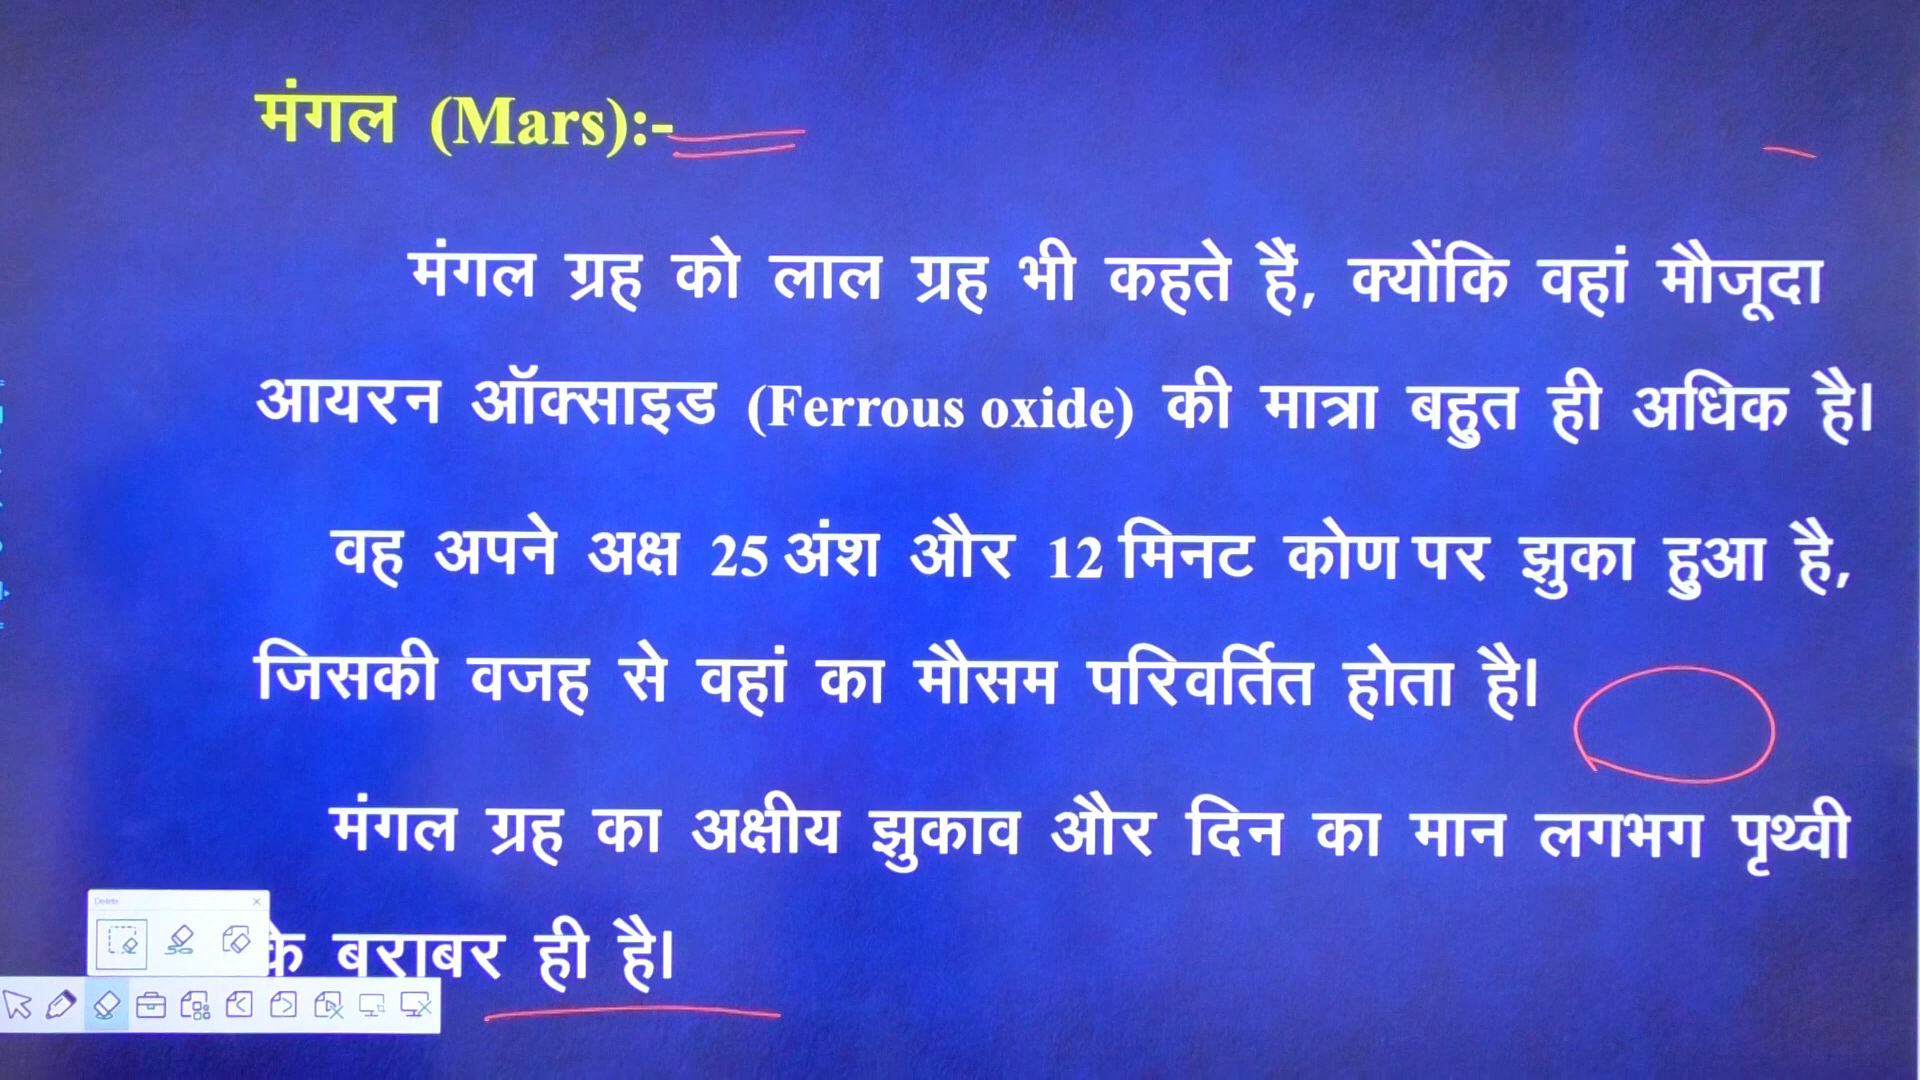 मंगल (Mars):-
मंगल ग्रह को लाल ग्रह भी कहते हैं, क्योंकि वहां मौजूदा
आयरन ऑक्साइड (Ferrous oxide) की मात्रा बहुत ही अधिक है।
वह अपने अक्ष 25 अंश और 12 मिनट कोण पर झुका हुआ है,
जिसकी वजह से वहां का मौसम परिवर्तित होता है।
मंगल ग्रह का अक्षीय झुकाव और दिन का मान लगभग पृथ्वी
के बराबर ही है।
Delete